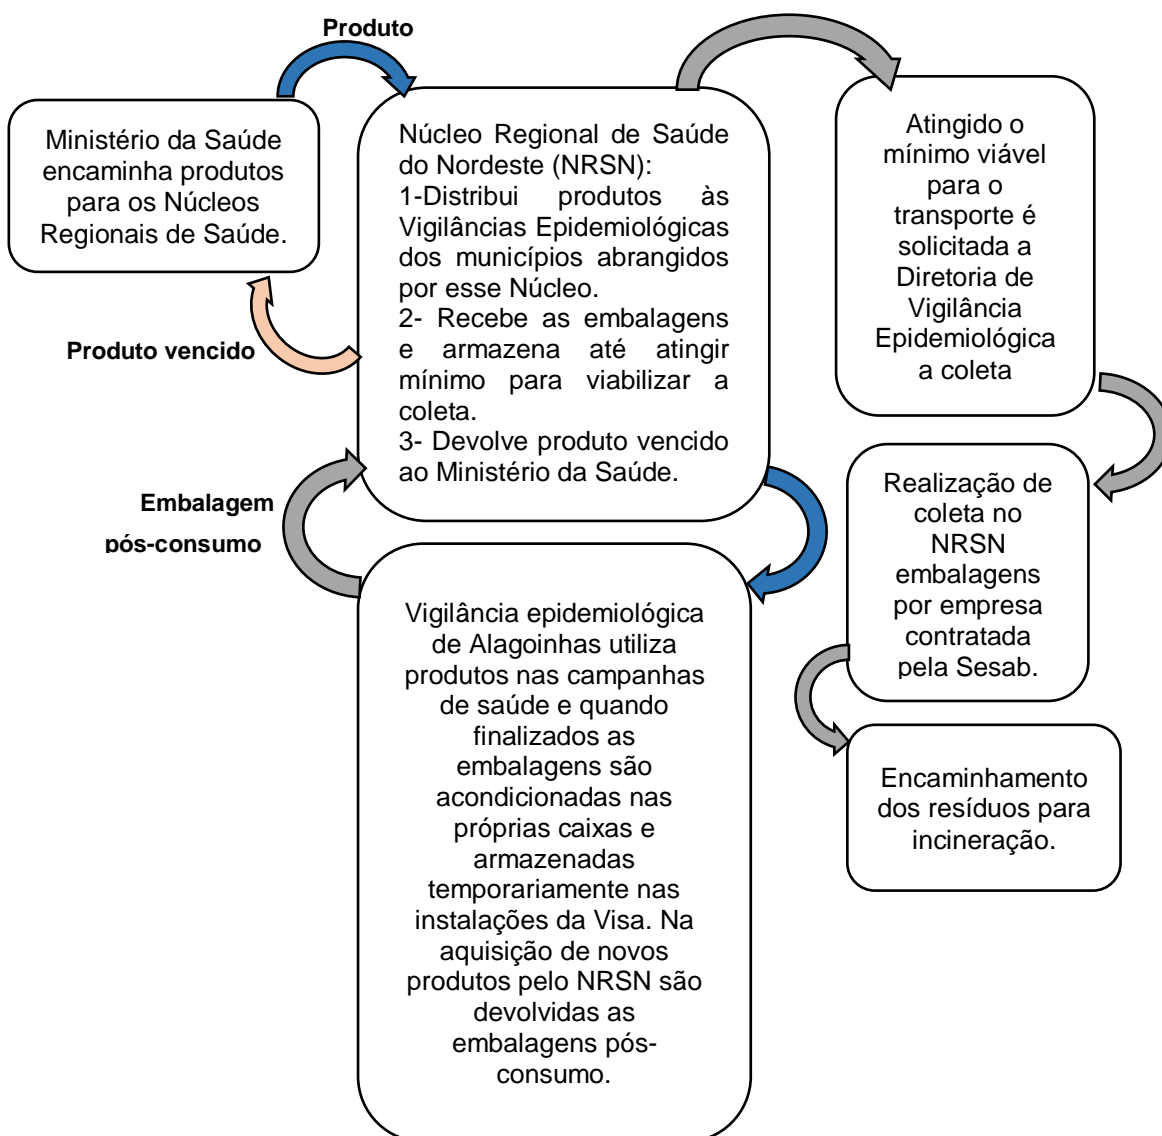 Produto
Ministério da Saúde
encaminha produtos
para os Núcleos
Regionais de Saúde.
Produto vencido
Núcleo Regional de Saúde
do Nordeste (NRSN):
1-Distribui produtos às
Vigilâncias Epidemiológicas
dos municípios abrangidos
por esse Núcleo.
2- Recebe as embalagens
e armazena até atingir
mínimo para viabilizar a
coleta.
3- Devolve produto vencido
ao Ministério da Saúde.
Embalagem
pós-consumo
Vigilância epidemiológica
de Alagoinhas utiliza
produtos nas campanhas
de saúde e quando
finalizados as
embalagens são
acondicionadas nas
próprias caixas e
armazenadas
temporariamente nas
instalações da Visa. Na
aquisição de novos
produtos pelo NRSN são
devolvidas as
embalagens pós-
consumo.
Atingido o
mínimo viável
para o
transporte é
solicitada a
Diretoria de
Vigilância
Epidemiológica
a coleta
Realização de
coleta no
NRSN
embalagens
por empresa
contratada
pela Sesab.
Encaminhamento
dos resíduos para
incineração.